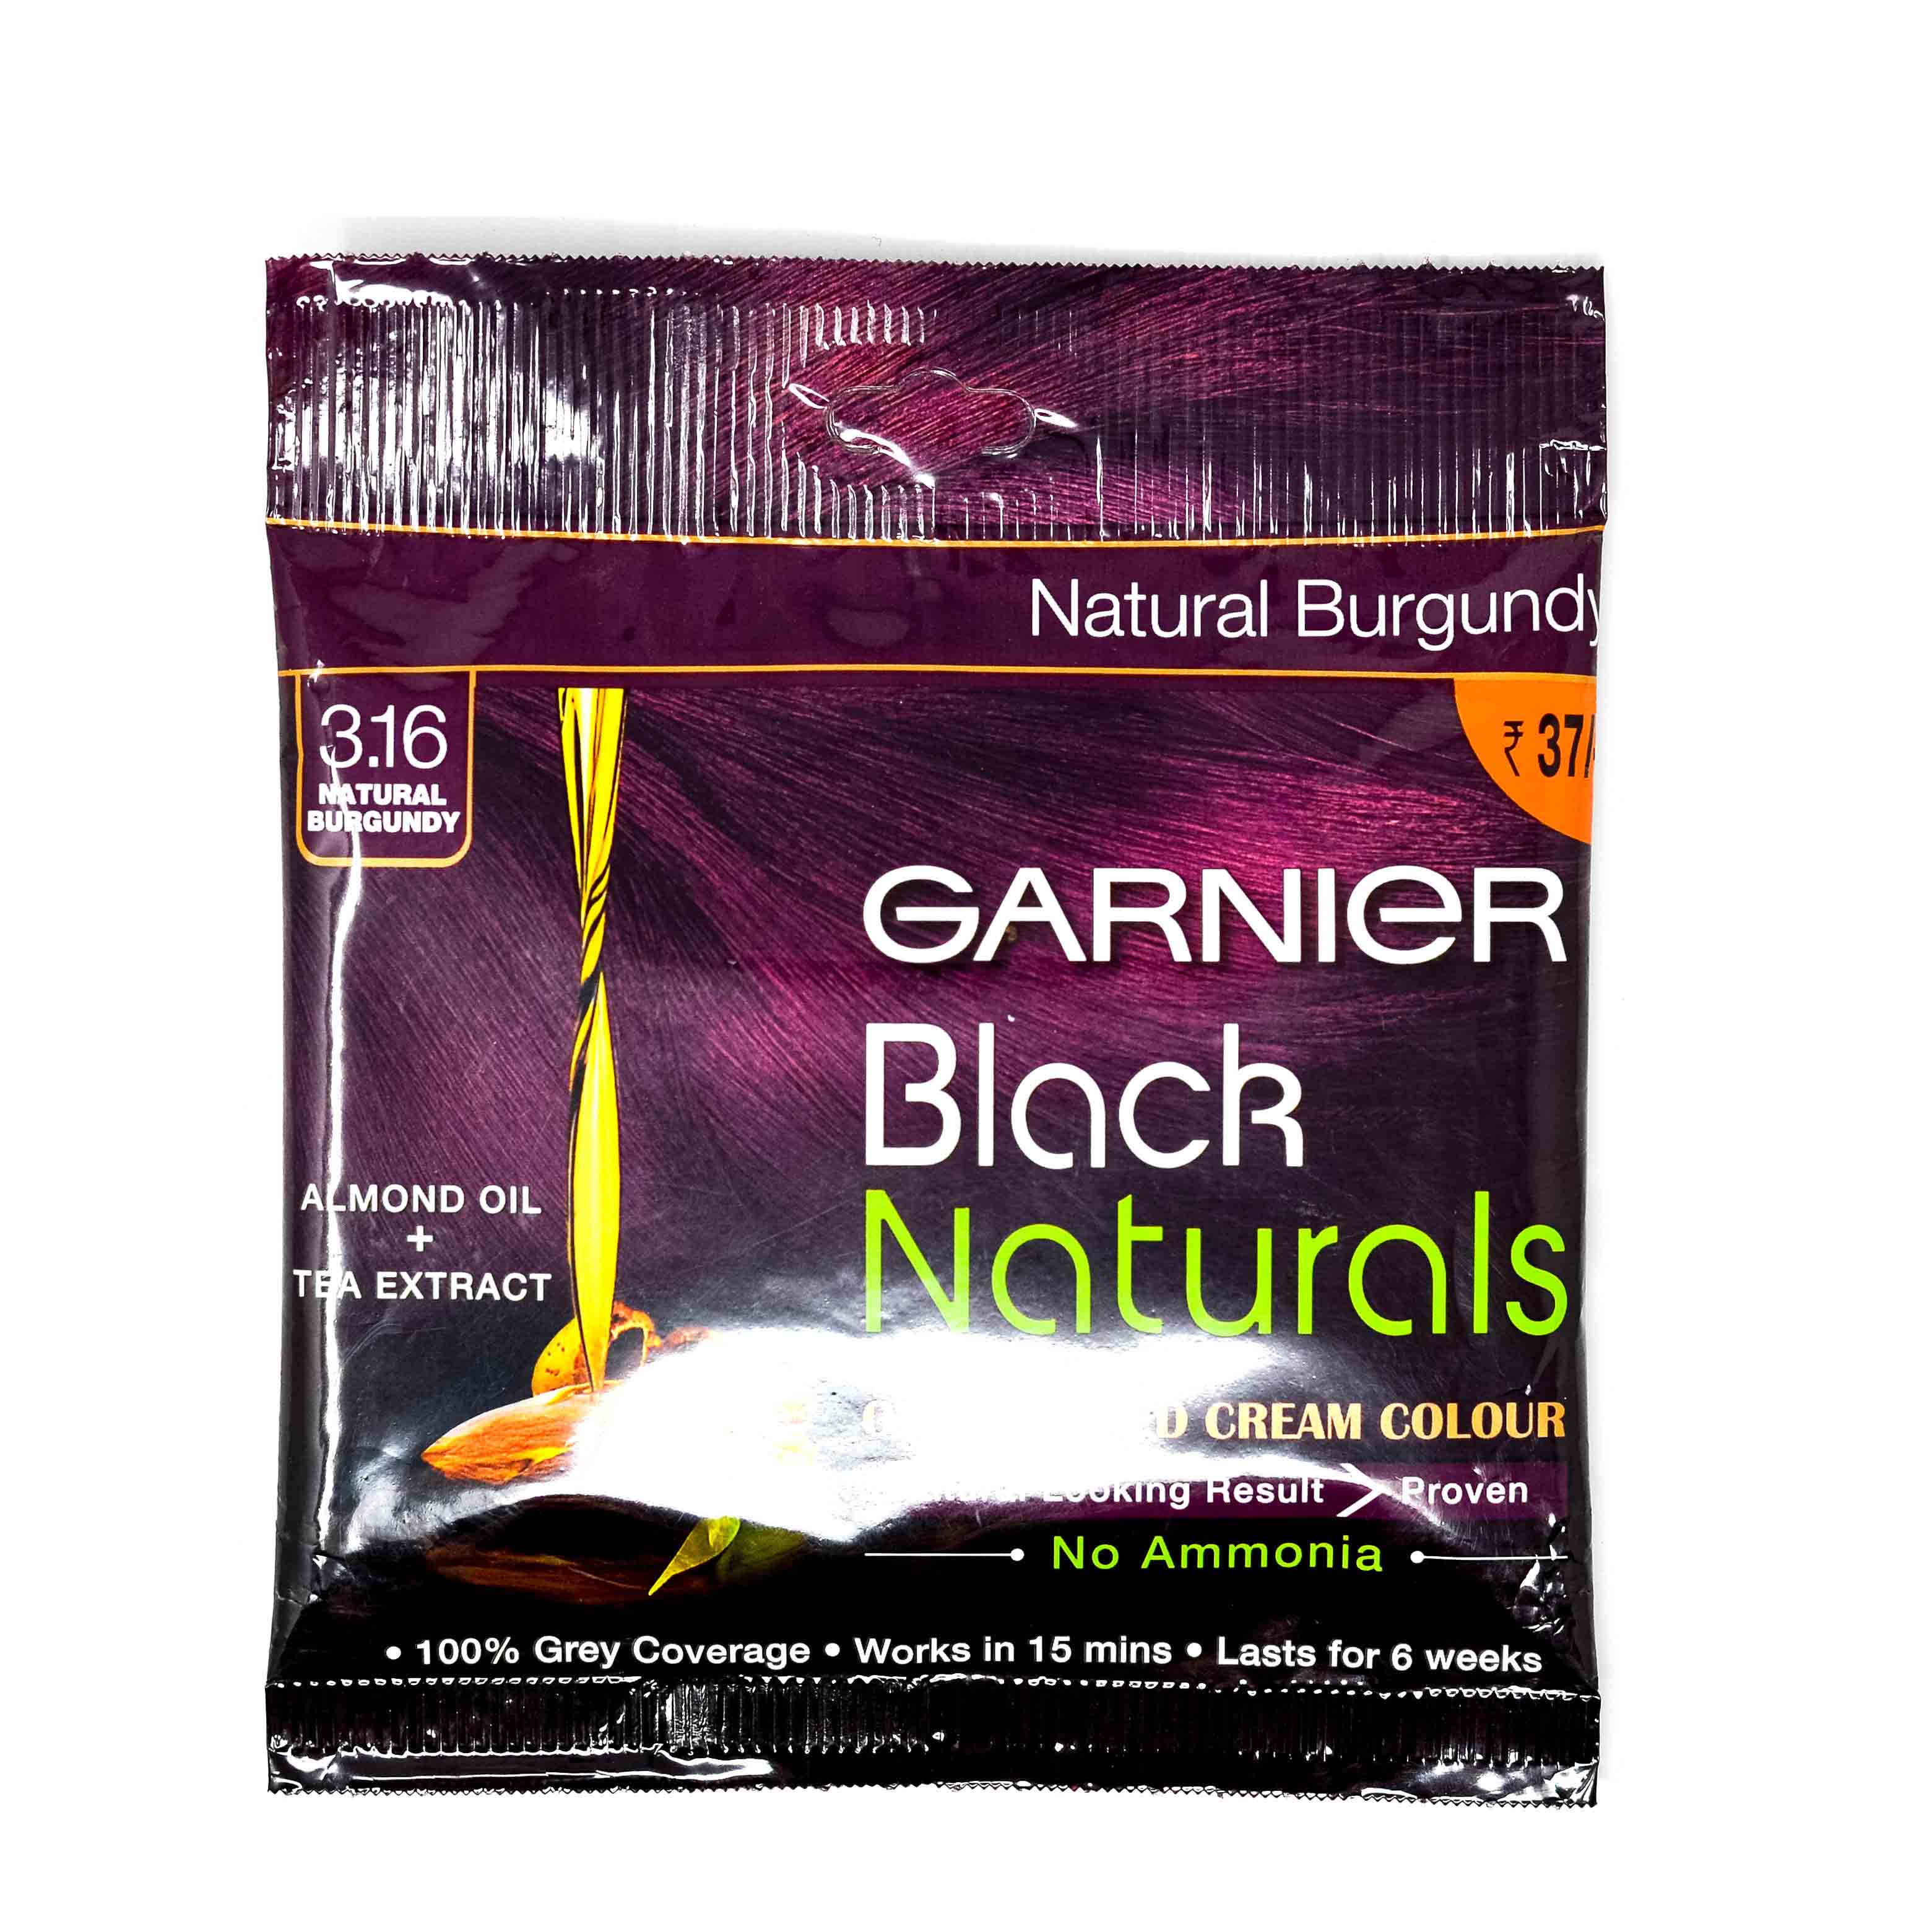 Natural Burgundy
3.16
NATURAL
BURGUNDY
₹ 37/
GARNIER
Black
Naturals
ALMOND OIL
+
TEA EXTRACT
CREAM COLOUR
Looking Result > Proven
No Ammonia
• 100% Grey Coverage • Works in 15 mins • Lasts for 6 weeks